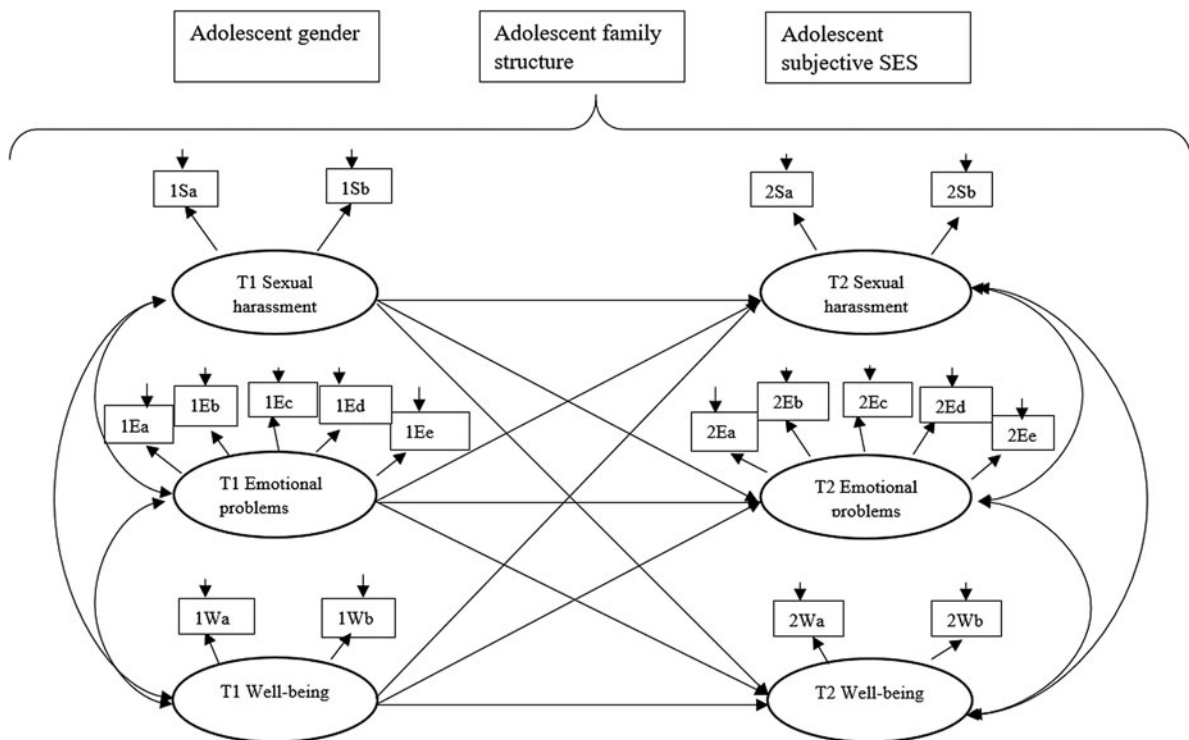 Adolescent gender
Adolescent family
structure
Adolescent
subjective SES
1Sa
1Sb
2Sa
2Sb
T1 Sexual
harassment
T2 Sexual
harassment
1Ea
1Eb
1Ec
1Ed
1Ee
2Ea
2Eb
2Ec
2Ed
2Ee
T1 Emotional
problems
T2 Emotional
problems
1Wa
1Wb
2Wa
2Wb
T1 Well-being
T2 Well-being